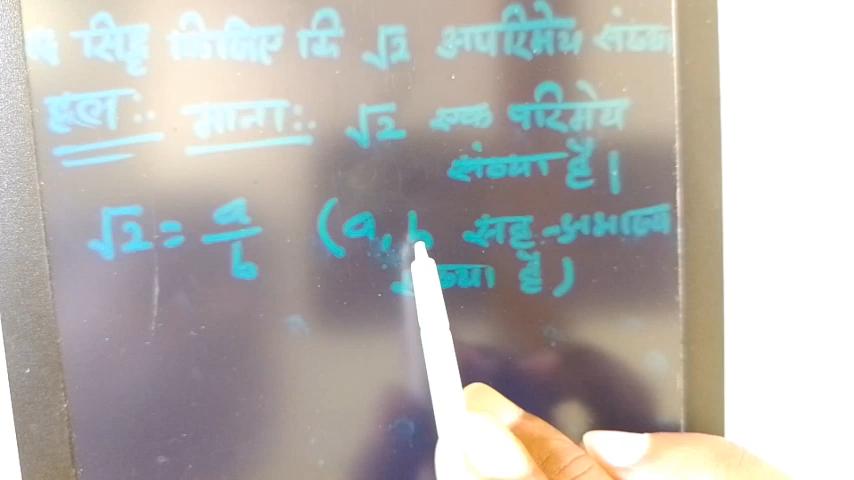 सिद्द किजिए कि √2 अपरिमेय संख्या
हल:- माना:- √2 एक परिमेय
संख्या हैं।
√2 = a/b (a, b सह-अभाज्य
संख्या हैं)